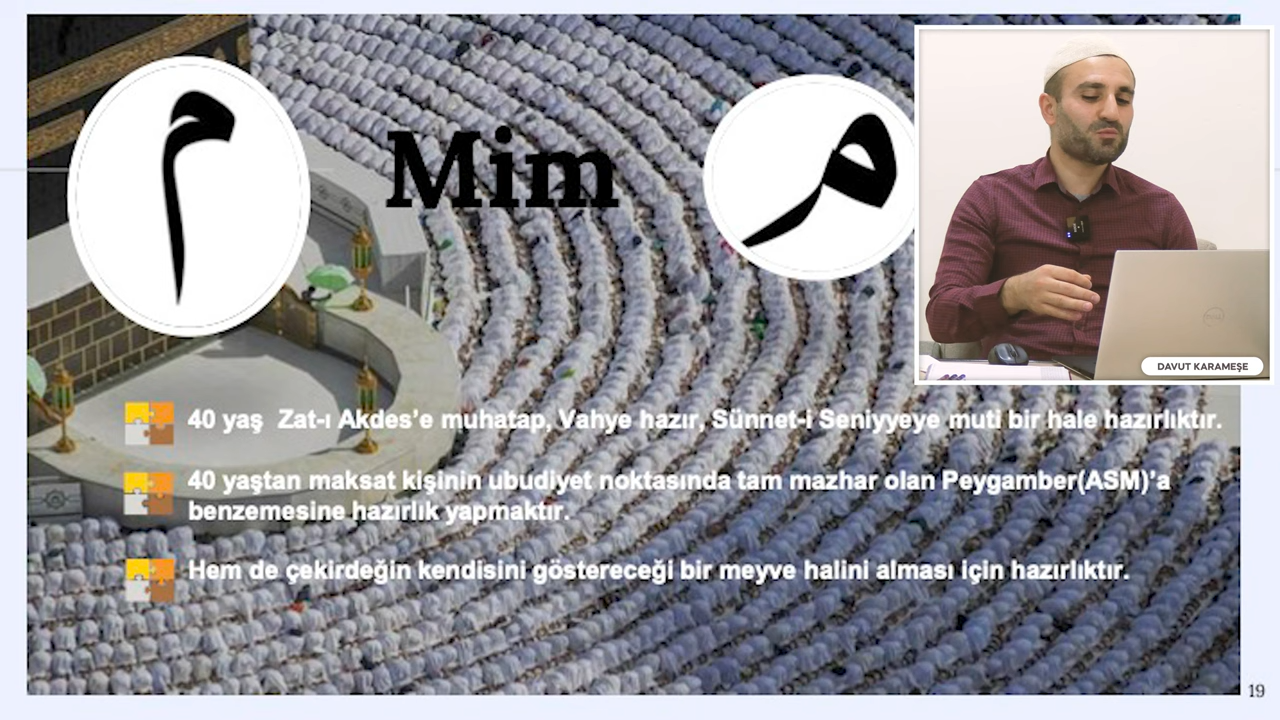 م
Mim
م
DAVUT KARAMEŞE
40 yaş Zat-ı Akdes’e muhatap, Vahye hazır, Sünnet-i Seniyyeye muti bir hale hazırlıktır.
40 yaştan maksat kişinin ubudiyet noktasında tam mazhar olan Peygamber(ASM)’a
benzemesine hazırlık yapmaktır.
Hem de çekirdeğin kendisini göstereceği bir meyve halini alması için hazırlıktır.
19